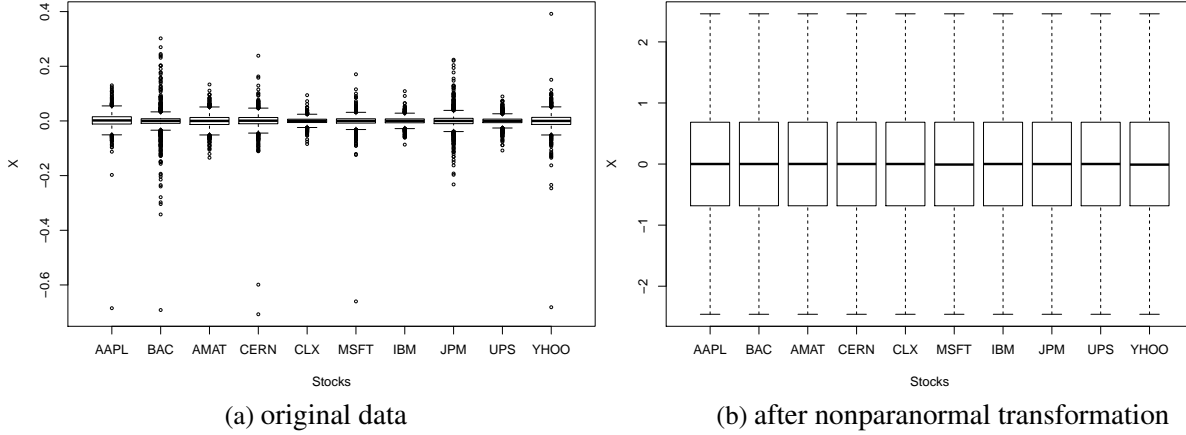 0.4
0.2
0.0
−0.2
−0.4
−0.6
X
AAPL BAC AMAT CERN CLX MSFT IBM JPM UPS YHOO
Stocks
(a) original data
2
1
0
−1
−2
X
AAPL BAC AMAT CERN CLX MSFT IBM JPM UPS YHOO
Stocks
(b) after nonparanormal transformation